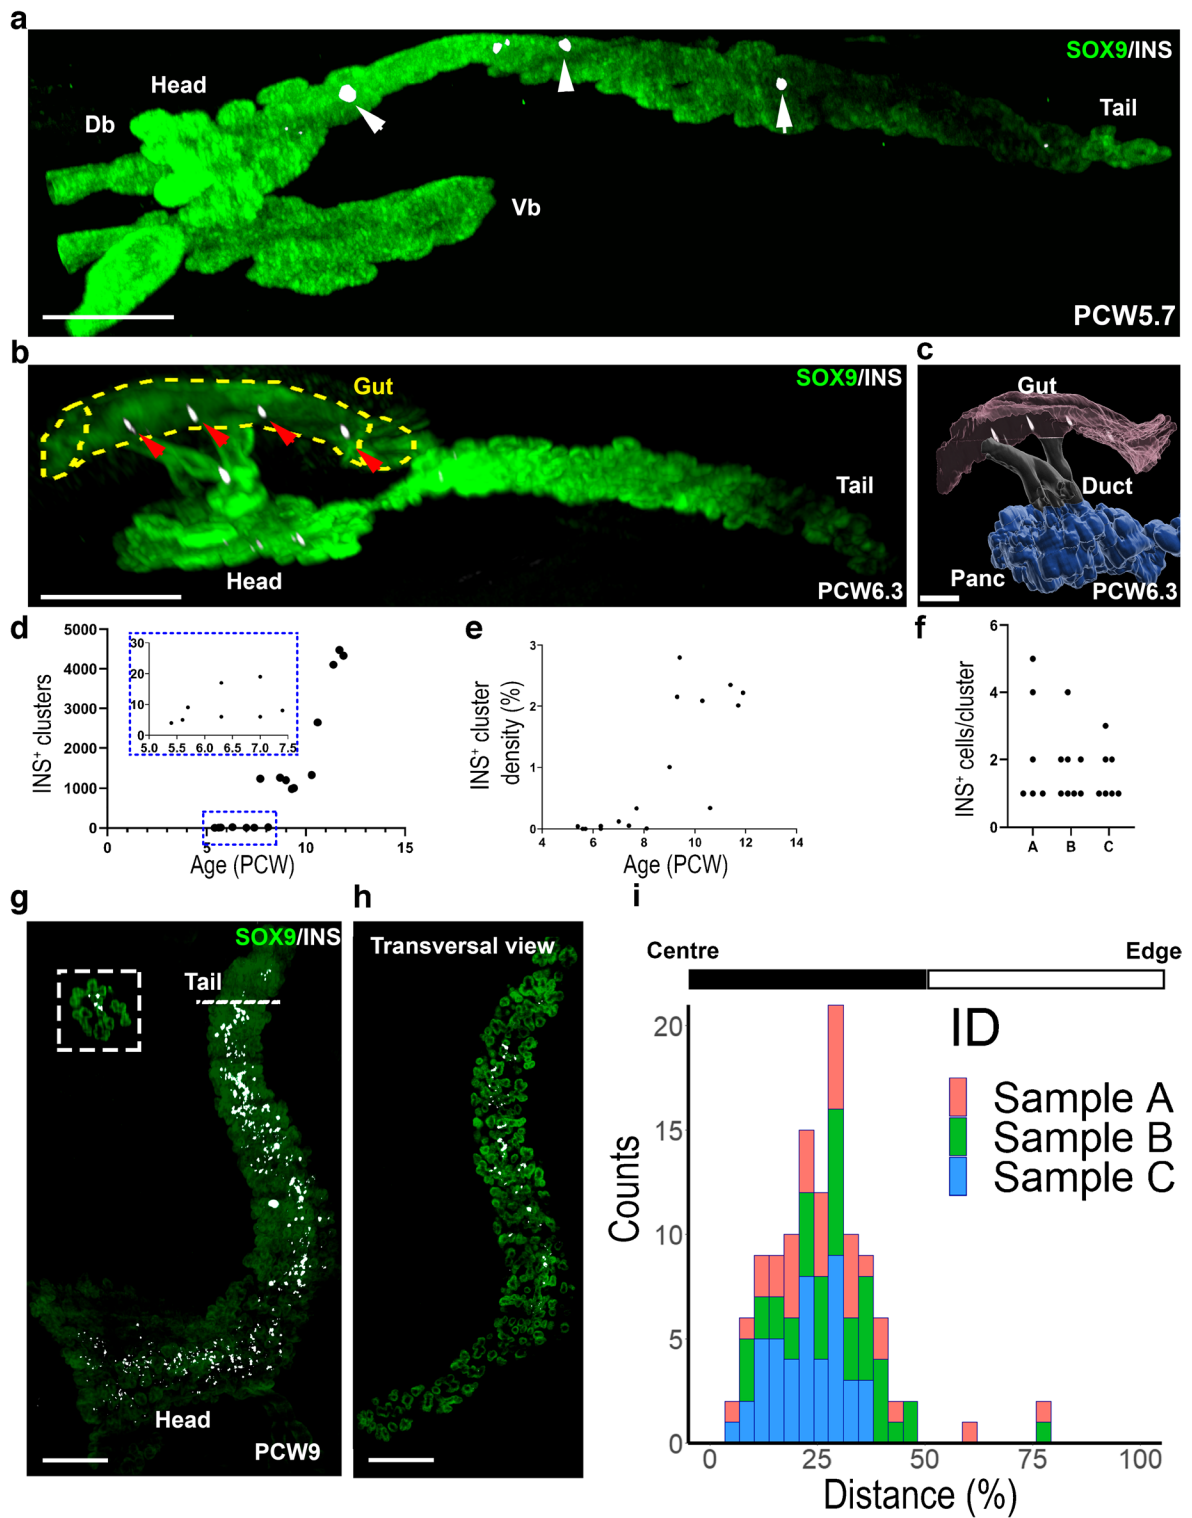 a
SOX9/INS
Head
Db
Tail
Vb
PCW5.7
b
Gut
SOX9/INS
Tail
Head
PCW6.3
c
Gut
Duct
Panc
PCW6.3
d
INS+ clusters
5000
4000
3000
2000
1000
0
30
20
10
0
5.0 5.5 6.0 6.5 7.0 7.5
0 5 10 15
Age (PCW)
e
INS+ cluster
density (%)
3
2
1
0
4 6 8 10 12 14
Age (PCW)
f
INS+ cells/cluster
6
4
2
0
A B C
g
SOX9/INS
Tail
Head
PCW9
h
Transversal view
i
Centre Edge
Counts
20
15
10
5
0
ID
Sample A
Sample B
Sample C
0 25 50 75 100
Distance (%)